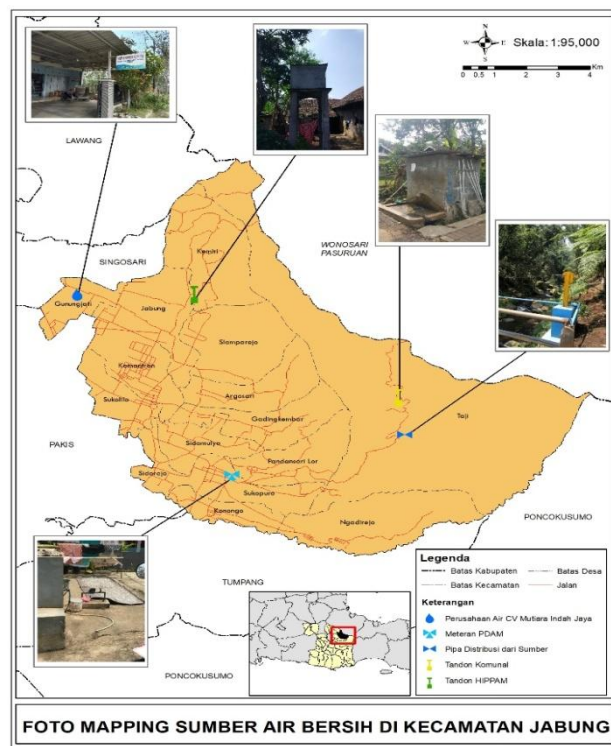 N
W
E
S
Skala: 1:95,000
0 0.5 1 2 3 4
Km
LAWANG
SINGOSARI
WONOSARI
PASURUAN
Kemiri
Gunungjati
Jabung
Slamparejo
Kemantren
Argosari
Sukolilo
Gadingkembar
Taji
PAKIS
Sidomulyo
Pandansari Lor
Sidorejo
Sukopuro
Kenongo
Ngadirejo
PONCOKUSUMO
TUMPANG
PONCOKUSUMO
Legenda
Batas Kabupaten
Batas Desa
Batas Kecamatan
Jalan
Keterangan
Perusahaan Air CV Mutiara Indah Jaya
Meteran PDAM
Pipa Distribusi dari Sumber
Tandon Komunal
Tandon HIPPAM
FOTO MAPPING SUMBER AIR BERSIH DI KECAMATAN JABUNG